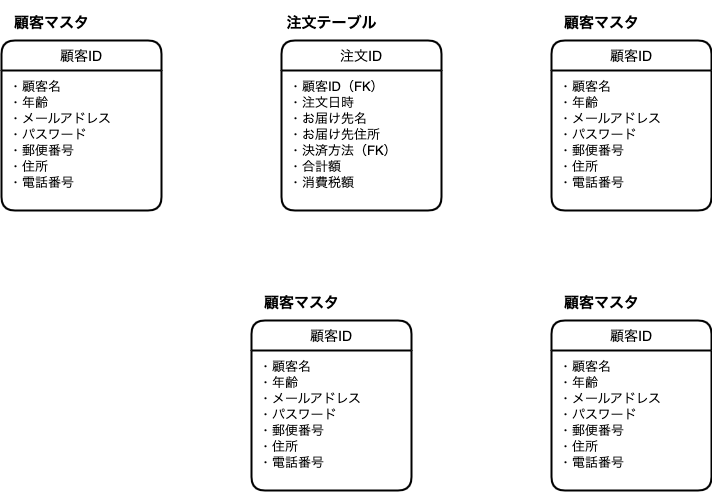 顧客マスタ
顧客ID
・顧客名
・年齢
・メールアドレス
・パスワード
・郵便番号
・住所
・電話番号
注文テーブル
注文ID
・顧客ID（FK）
・注文日時
・お届け先名
・お届け先住所
・決済方法（FK）
・合計額
・消費税額
顧客マスタ
顧客ID
・顧客名
・年齢
・メールアドレス
・パスワード
・郵便番号
・住所
・電話番号
顧客マスタ
顧客ID
・顧客名
・年齢
・メールアドレス
・パスワード
・郵便番号
・住所
・電話番号
顧客マスタ
顧客ID
・顧客名
・年齢
・メールアドレス
・パスワード
・郵便番号
・住所
・電話番号